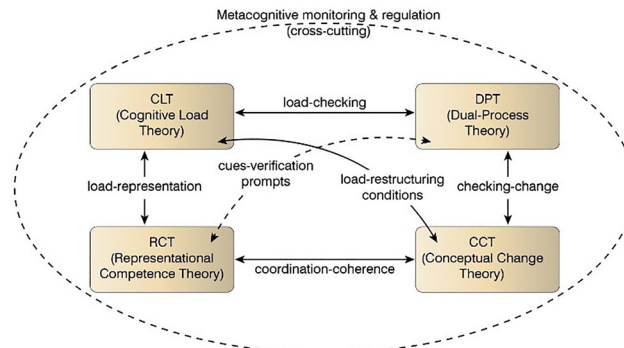 Metacognitive monitoring & regulation
(cross-cutting)
CLT
(Cognitive Load
Theory)
load-checking
DPT
(Dual-Process
Theory)
load-representation
cues-verification
prompts
load-restructuring
conditions
checking-change
RCT
(Representational
Competence Theory)
coordination-coherence
CCT
(Conceptual Change
Theory)